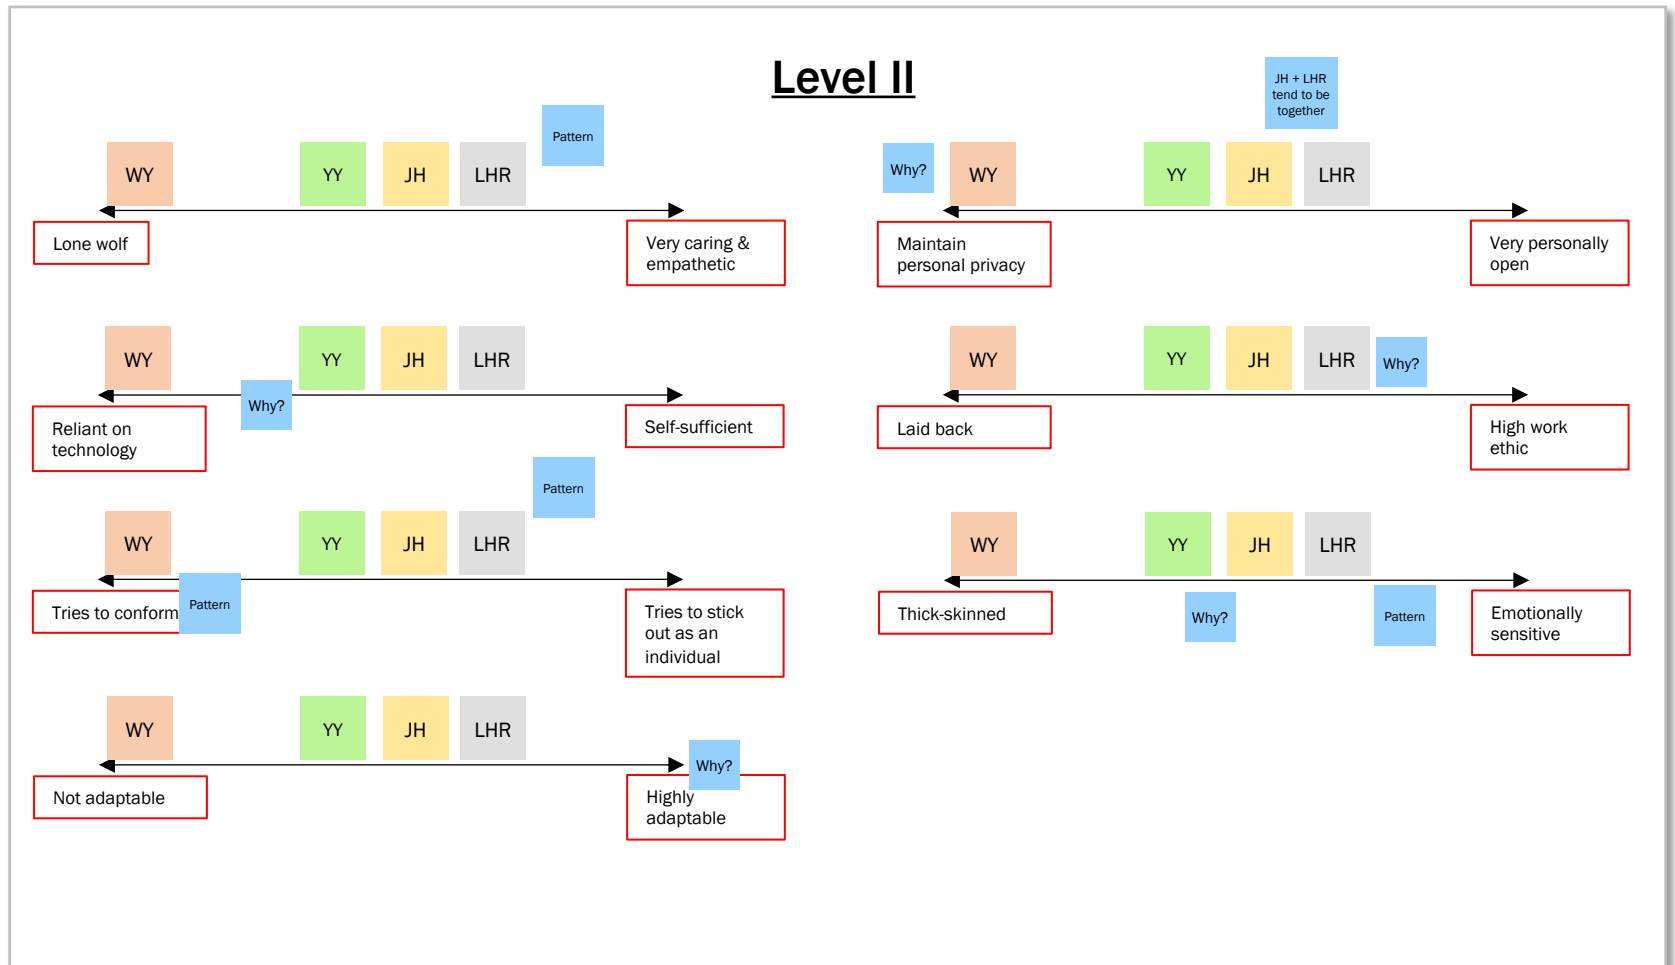 Level II
JH + LHR
tend to be
together
Pattern
WY
YY
JH
LHR
Lone wolf
Very caring &
empathetic
Why?
WY
YY
JH
LHR
Maintain
personal privacy
Very personally
open
WY
YY
JH
LHR
Why?
Reliant on
technology
Self-sufficient
WY
YY
JH
LHR
Why?
Laid back
High work
ethic
Pattern
WY
YY
JH
LHR
Tries to conform
Pattern
Tries to stick
out as an
individual
WY
YY
JH
LHR
Thick-skinned
Why?
Pattern
Emotionally
sensitive
WY
YY
JH
LHR
Not adaptable
Why?
Highly
adaptable